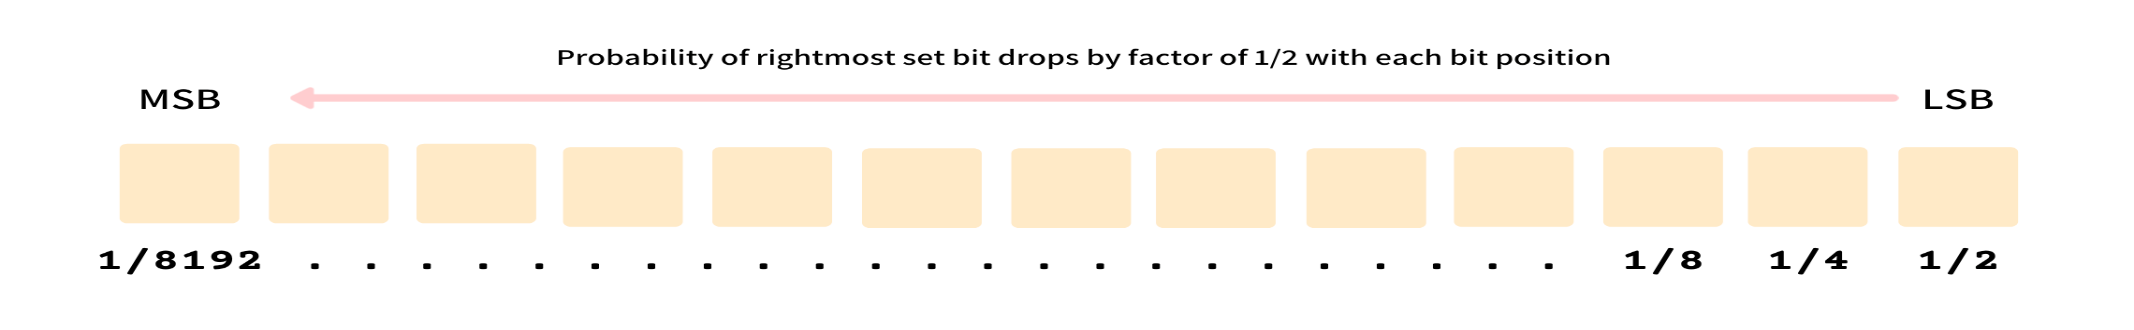 Probability of rightmost set bit drops by factor of 1/2 with each bit position
MSB LSB
1/8192 . . . . . . . . . . . . . . . . . . . . . . . 1/8 1/4 1/2